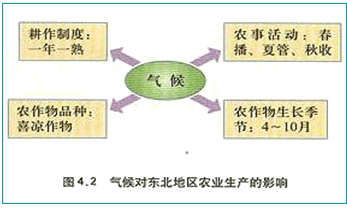 耕作制度：
一年一熟
农事活动：春
播、夏管、秋收
气候
农作物品种：
喜凉作物
农作物生长季
节：4～10月
图4.2 气候对东北地区农业生产的影响